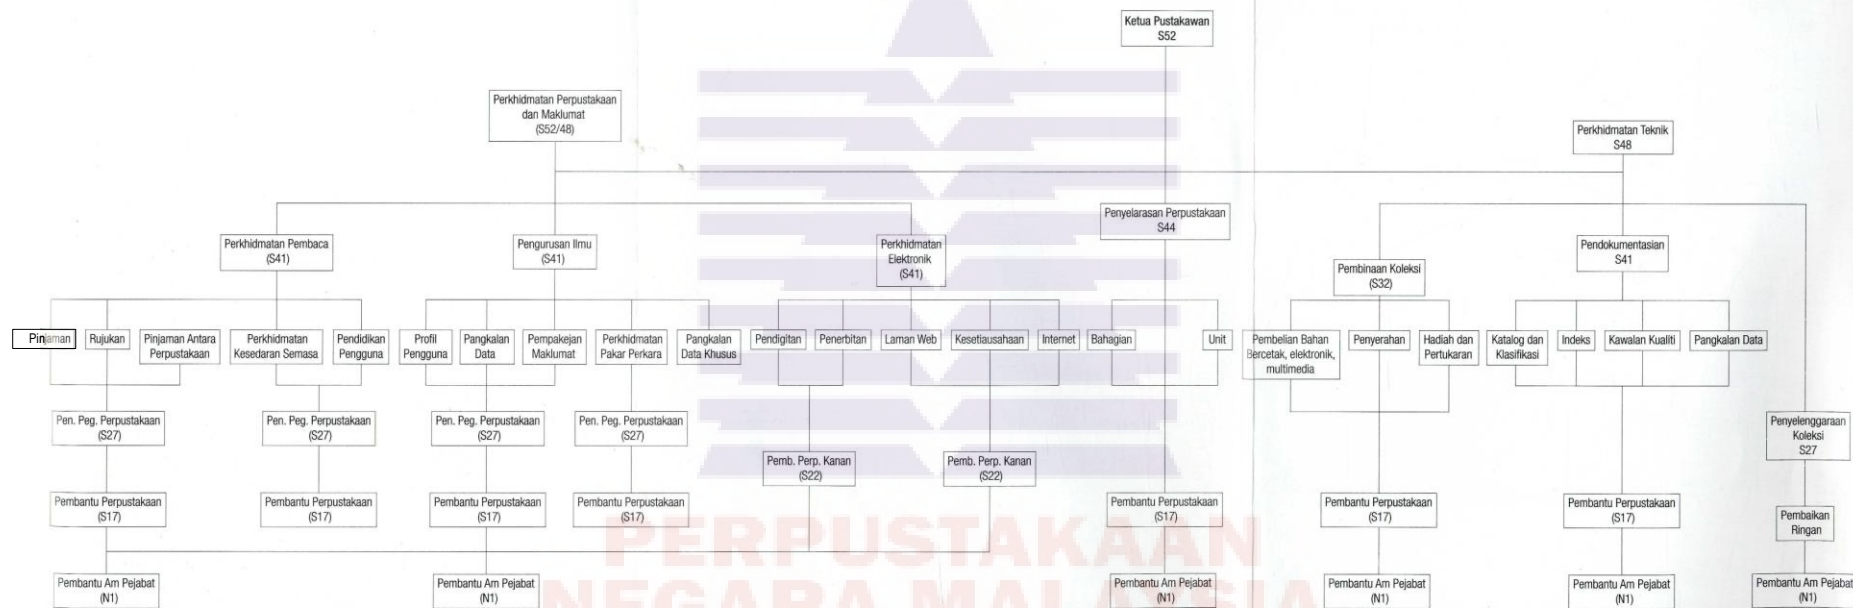 Ketua Pustakawan
S52
Perkhidmatan Perpustakaan
dan Maklumat
(S52/48)
Perkhidmatan Teknik
S48
Penyelarasan Perpustakaan
S44
Perkhidmatan Pembaca
(S41)
Pengurusan Ilmu
(S41)
Perkhidmatan
Elektronik
(S41)
Pembinaan Koleksi
(S32)
Pendokumentasian
S41
Pinjaman
Rujukan
Pinjaman Antara
Perpustakaan
Perkhidmatan
Kesedaran Semasa
Pendidikan
Pengguna
Profil
Pengguna
Pangkalan
Data
Pempakejan
Maklumat
Perkhidmatan
Pakar Perkara
Pangkalan
Data Khusus
Pendigitan
Penerbitan
Laman Web
Kesetiausahaan
Internet
Bahagian
Unit
Pembelian Bahan
Bercetak, elektronik,
multimedia
Penyerahan
Hadiah dan
Pertukaran
Katalog dan
Klasifikasi
Indeks
Kawalan Kualiti
Pangkalan Data
Pen. Peg. Perpustakaan
(S27)
Pen. Peg. Perpustakaan
(S27)
Pen. Peg. Perpustakaan
(S27)
Pen. Peg. Perpustakaan
(S27)
Pemb. Perp. Kanan
(S22)
Pemb. Perp. Kanan
(S22)
Penyelenggaraan
Koleksi
S27
Pembantu Perpustakaan
(S17)
Pembantu Perpustakaan
(S17)
Pembantu Perpustakaan
(S17)
Pembantu Perpustakaan
(S17)
Pembantu Perpustakaan
(S17)
Pembantu Perpustakaan
(S17)
Pembantu Perpustakaan
(S17)
Pembaikan
Ringan
Pembantu Am Pejabat
(N1)
Pembantu Am Pejabat
(N1)
Pembantu Am Pejabat
(N1)
Pembantu Am Pejabat
(N1)
Pembantu Am Pejabat
(N1)
Pembantu Am Pejabat
(N1)
PERPUSTAKAAN
NEGARA MALAYSIA